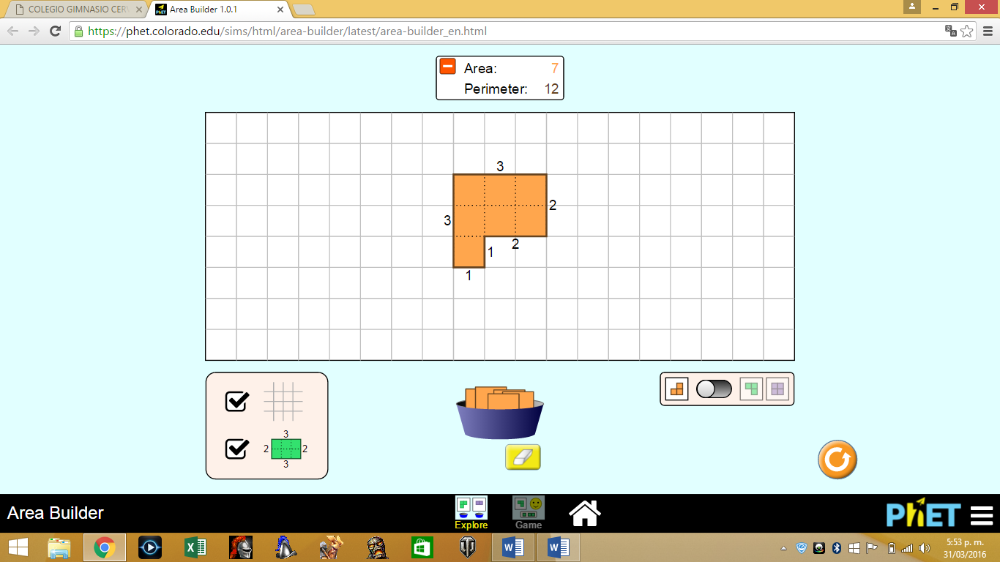 COLEGIO GIMNASIO CER
Area Builder 1.0.1
https://phet.colorado.edu/sims/html/area-builder/latest/area-builder_en.html
Area: 7
Perimeter: 12
3
2
3
2
1
1
3
2 2
3
Area Builder
Explore
Game
PhET
5:53 p. m.
31/03/2016